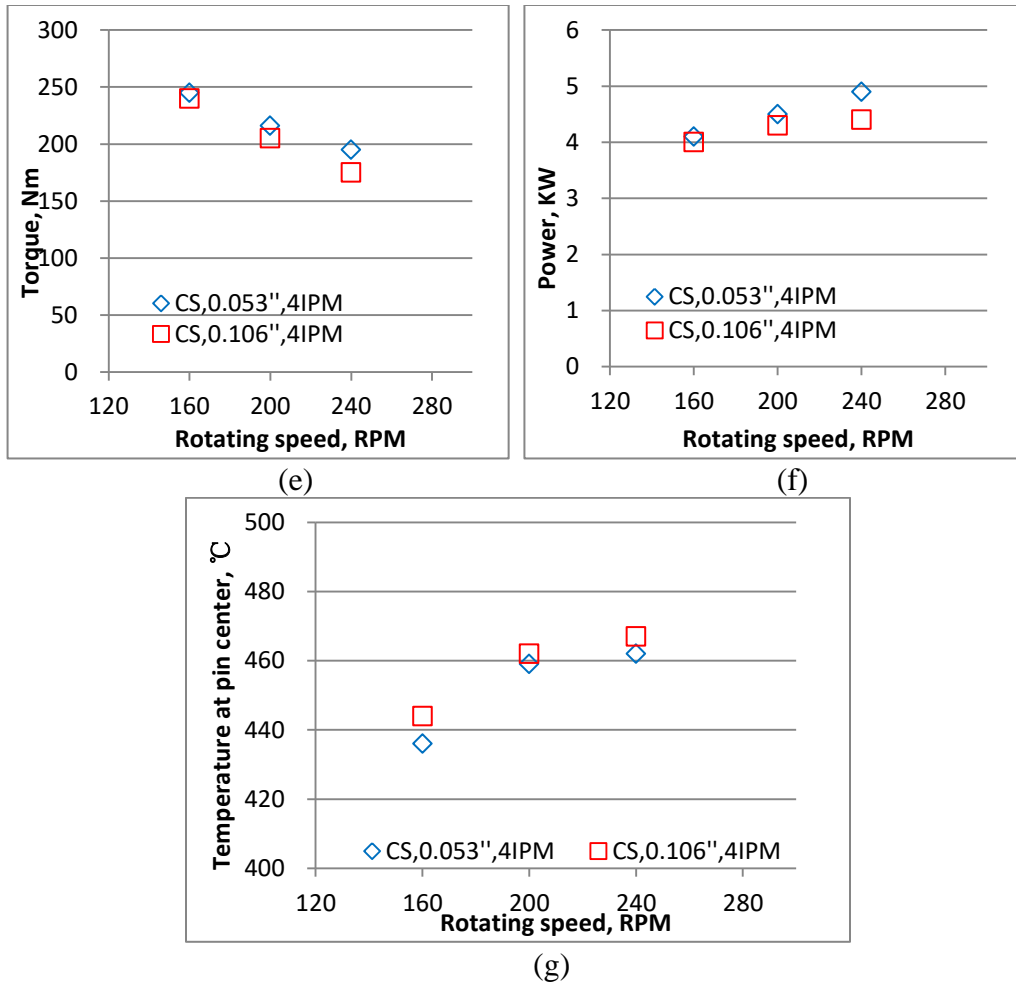 300
250
200
150
100
50
0
Torque, Nm
CS,0.053'',4IPM
CS,0.106'',4IPM
120 160 200 240 280
Rotating speed, RPM
(e)
6
5
4
3
2
1
0
Power, KW
CS,0.053'',4IPM
CS,0.106'',4IPM
120 160 200 240 280
Rotating speed, RPM
(f)
500
480
460
440
420
400
Temperature at pin center, ℃
CS,0.053'',4IPM CS,0.106'',4IPM
120 160 200 240 280
Rotating speed, RPM
(g)